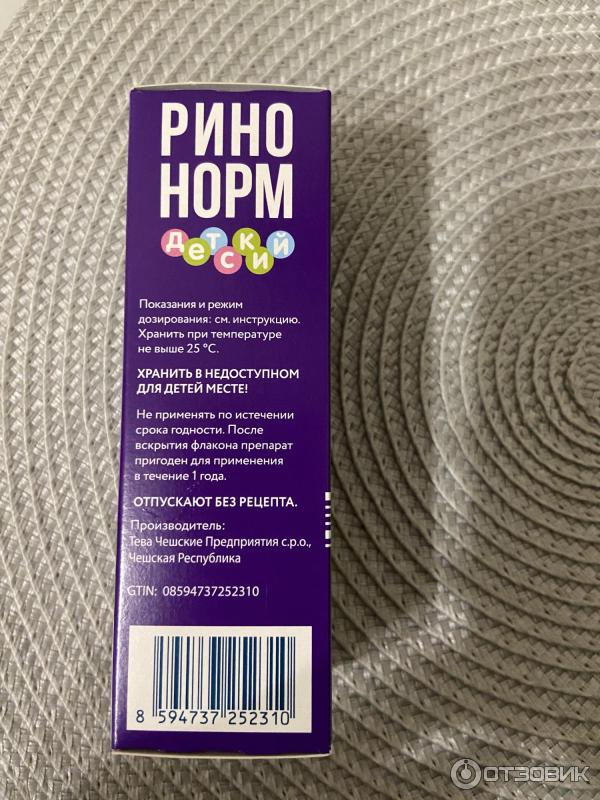 РИНО
НОРМ
детский
Показания и режим
дозирования: см. инструкцию.
Хранить при температуре
не выше 25 °C.
ХРАНИТЬ В НЕДОСТУПНОМ
ДЛЯ ДЕТЕЙ МЕСТЕ!
Не применять по истечении
срока годности. После
вскрытия флакона препарат
пригоден для применения
в течение 1 года.
ОТПУСКАЮТ БЕЗ РЕЦЕПТА.
Производитель:
Тева Чешские Предприятия с.р.о.,
Чешская Республика
GTIN: 08594737252310
8 594737 252310
ОТЗОВИК